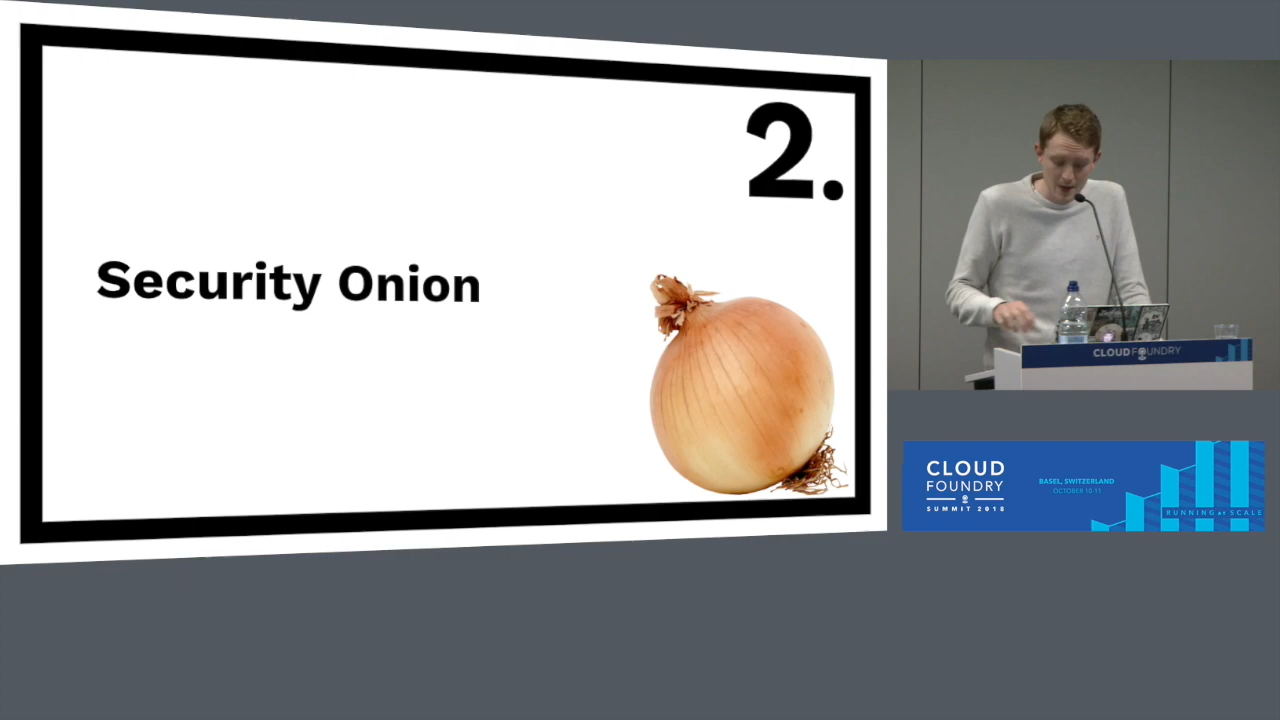 2.
Security Onion
CLOUD FOUNDRY
CLOUD
FOUNDRY
SUMMIT 2018
BASEL, SWITZERLAND
OCTOBER 10-11
RUNNING AT SCALE